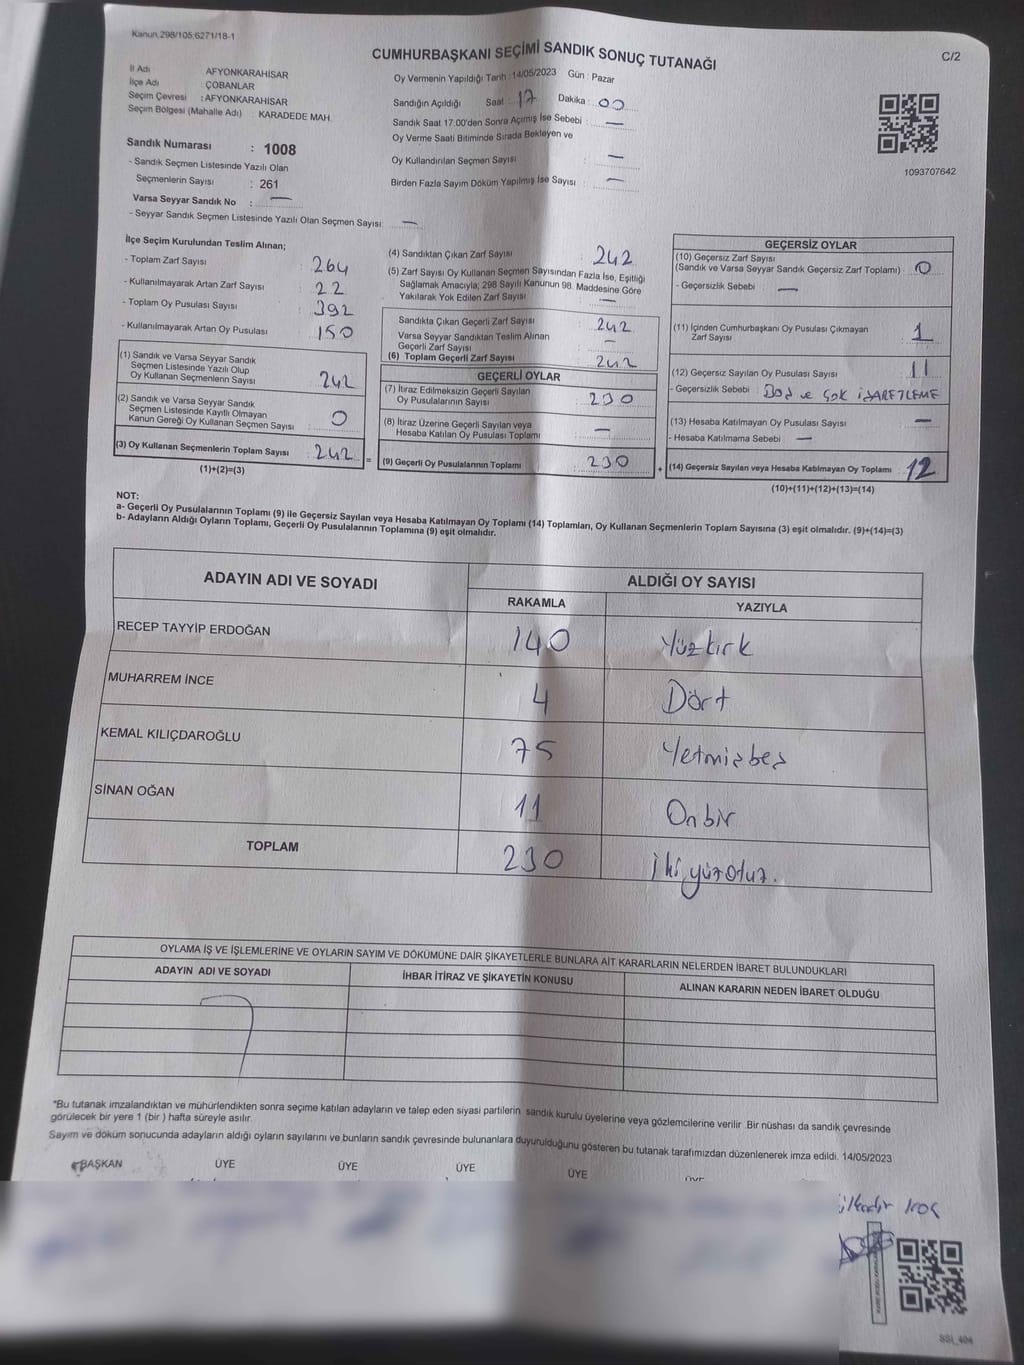 Kanun.298/105;6271/18-1
CUMHURBAŞKANI SEÇİMİ SANDIK SONUÇ TUTANAĞI
C/2
İl Adı AFYONKARAHİSAR
İlçe Adı ÇOBANLAR
Seçim Çevresi : AFYONKARAHİSAR
Seçim Bölgesi (Mahalle Adı) : KARADEDE MAH.
Sandık Numarası : 1008
- Sandık Seçmen Listesinde Yazılı Olan
Seçmenlerin Sayısı : 261
Varsa Seyyar Sandık No : —
- Seyyar Sandık Seçmen Listesinde Yazılı Olan Seçmen Sayısı: —
Oy Vermenin Yapıldığı Tarih :14/05/2023 Gün : Pazar
Sandığın Açıldığı Saat : 17 Dakika : 00
Sandık Saat 17:00'den Sonra Açılmış İse Sebebi : —
Oy Verme Saati Bitiminde Sırada Bekleyen ve
Oy Kullandırılan Seçmen Sayısı : —
Birden Fazla Sayım Döküm Yapılmış İse Sayısı : —
1093707642
İlçe Seçim Kurulundan Teslim Alınan;
- Toplam Zarf Sayısı : 264
- Kullanılmayarak Artan Zarf Sayısı : 22
- Toplam Oy Pusulası Sayısı : 392
- Kullanılmayarak Artan Oy Pusulası : 150
(1) Sandık ve Varsa Seyyar Sandık
Seçmen Listesinde Yazılı Olup
Oy Kullanan Seçmenlerin Sayısı : 242
(2) Sandık ve Varsa Seyyar Sandık
Seçmen Listesinde Kayıtlı Olmayan
Kanun Gereği Oy Kullanan Seçmen Sayısı : 0
(3) Oy Kullanan Seçmenlerin Toplam Sayısı : 242 =
(1)+(2)=(3)
(4) Sandıktan Çıkan Zarf Sayısı : 242
(5) Zarf Sayısı Oy Kullanan Seçmen Sayısından Fazla İse, Eşitliği
Sağlamak Amacıyla; 298 Sayılı Kanunun 98. Maddesine Göre
Yakılarak Yok Edilen Zarf Sayısı : —
Sandıkta Çıkan Geçerli Zarf Sayısı : 242
Varsa Seyyar Sandıktan Teslim Alınan
Geçerli Zarf Sayısı : —
(6) Toplam Geçerli Zarf Sayısı : 242
GEÇERLİ OYLAR
(7) İtiraz Edilmeksizin Geçerli Sayılan
Oy Pusulalarının Sayısı : 230
(8) İtiraz Üzerine Geçerli Sayılan veya
Hesaba Katılan Oy Pusulası Toplamı : —
(9) Geçerli Oy Pusulalarının Toplamı : 230 +
GEÇERSİZ OYLAR
(10) Geçersiz Zarf Sayısı
(Sandık ve Varsa Seyyar Sandık Geçersiz Zarf Toplamı) : 0
- Geçersizlik Sebebi : —
(11) İçinden Cumhurbaşkanı Oy Pusulası Çıkmayan
Zarf Sayısı : 1
(12) Geçersiz Sayılan Oy Pusulası Sayısı : 11
- Geçersizlik Sebebi : Boş ve çok işaretleme
(13) Hesaba Katılmayan Oy Pusulası Sayısı : —
- Hesaba Katılmama Sebebi : —
(14) Geçersiz Sayılan veya Hesaba Katılmayan Oy Toplamı : 12
(10)+(11)+(12)+(13)=(14)
NOT:
a- Geçerli Oy Pusulalarının Toplamı (9) ile Geçersiz Sayılan veya Hesaba Katılmayan Oy Toplamı (14) Toplamları, Oy Kullanan Seçmenlerin Toplam Sayısına (3) eşit olmalıdır. (9)+(14)=(3)
b- Adayların Aldığı Oyların Toplamı, Geçerli Oy Pusulalarının Toplamına (9) eşit olmalıdır.
ADAYIN ADI VE SOYADI ALDIĞI OY SAYISI
RAKAMLA YAZIYLA
RECEP TAYYİP ERDOĞAN 140 Yüzkırk
MUHARREM İNCE 4 Dört
KEMAL KILIÇDAROĞLU 75 Yetmişbeş
SİNAN OĞAN 11 Onbir
TOPLAM 230 İkiyüzotuz.
OYLAMA İŞ VE İŞLEMLERİNE VE OYLARIN SAYIM VE DÖKÜMÜNE DAİR ŞİKAYETLERLE BUNLARA AİT KARARLARIN NELERDEN İBARET BULUNDUKLARI
ADAYIN ADI VE SOYADI İHBAR İTİRAZ VE ŞİKAYETİN KONUSU ALINAN KARARIN NEDEN İBARET OLDUĞU
*Bu tutanak imzalandıktan ve mühürlendikten sonra seçime katılan adayların ve talep eden siyasi partilerin sandık kurulu üyelerine veya gözlemcilerine verilir .Bir nüshası da sandık çevresinde
görülecek bir yere 1 (bir ) hafta süreyle asılır.
Sayım ve döküm sonucunda adayların aldığı oyların sayılarını ve bunların sandık çevresinde bulunanlara duyurulduğunu gösteren bu tutanak tarafımızdan düzenlenerek imza edildi. 14/05/2023
BAŞKAN ÜYE ÜYE ÜYE ÜYE ÜYE